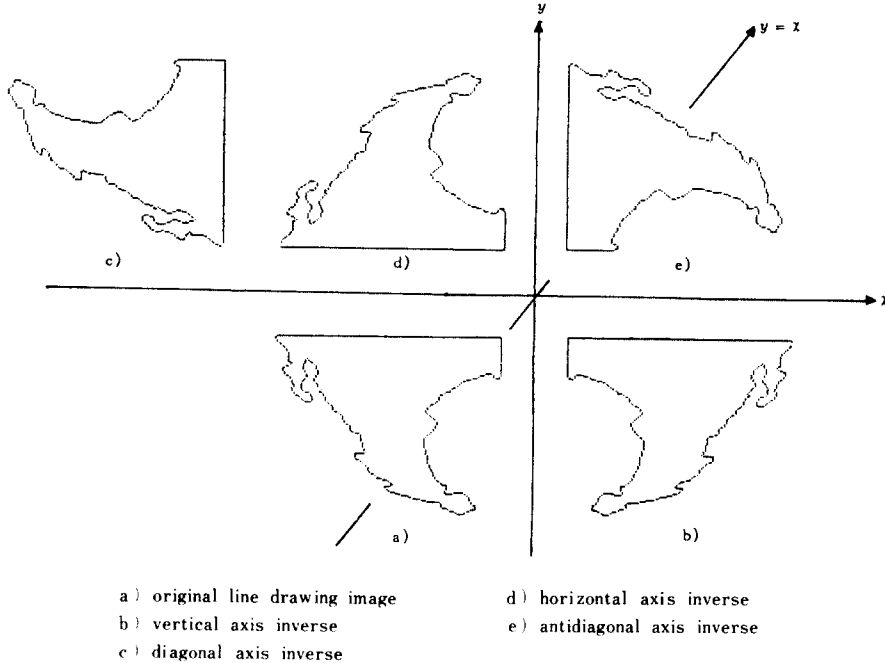 y
y = x
c)
d)
e)
x
a)
b)
a) original line drawing image
b) vertical axis inverse
c) diagonal axis inverse
d) horizontal axis inverse
e) antidiagonal axis inverse